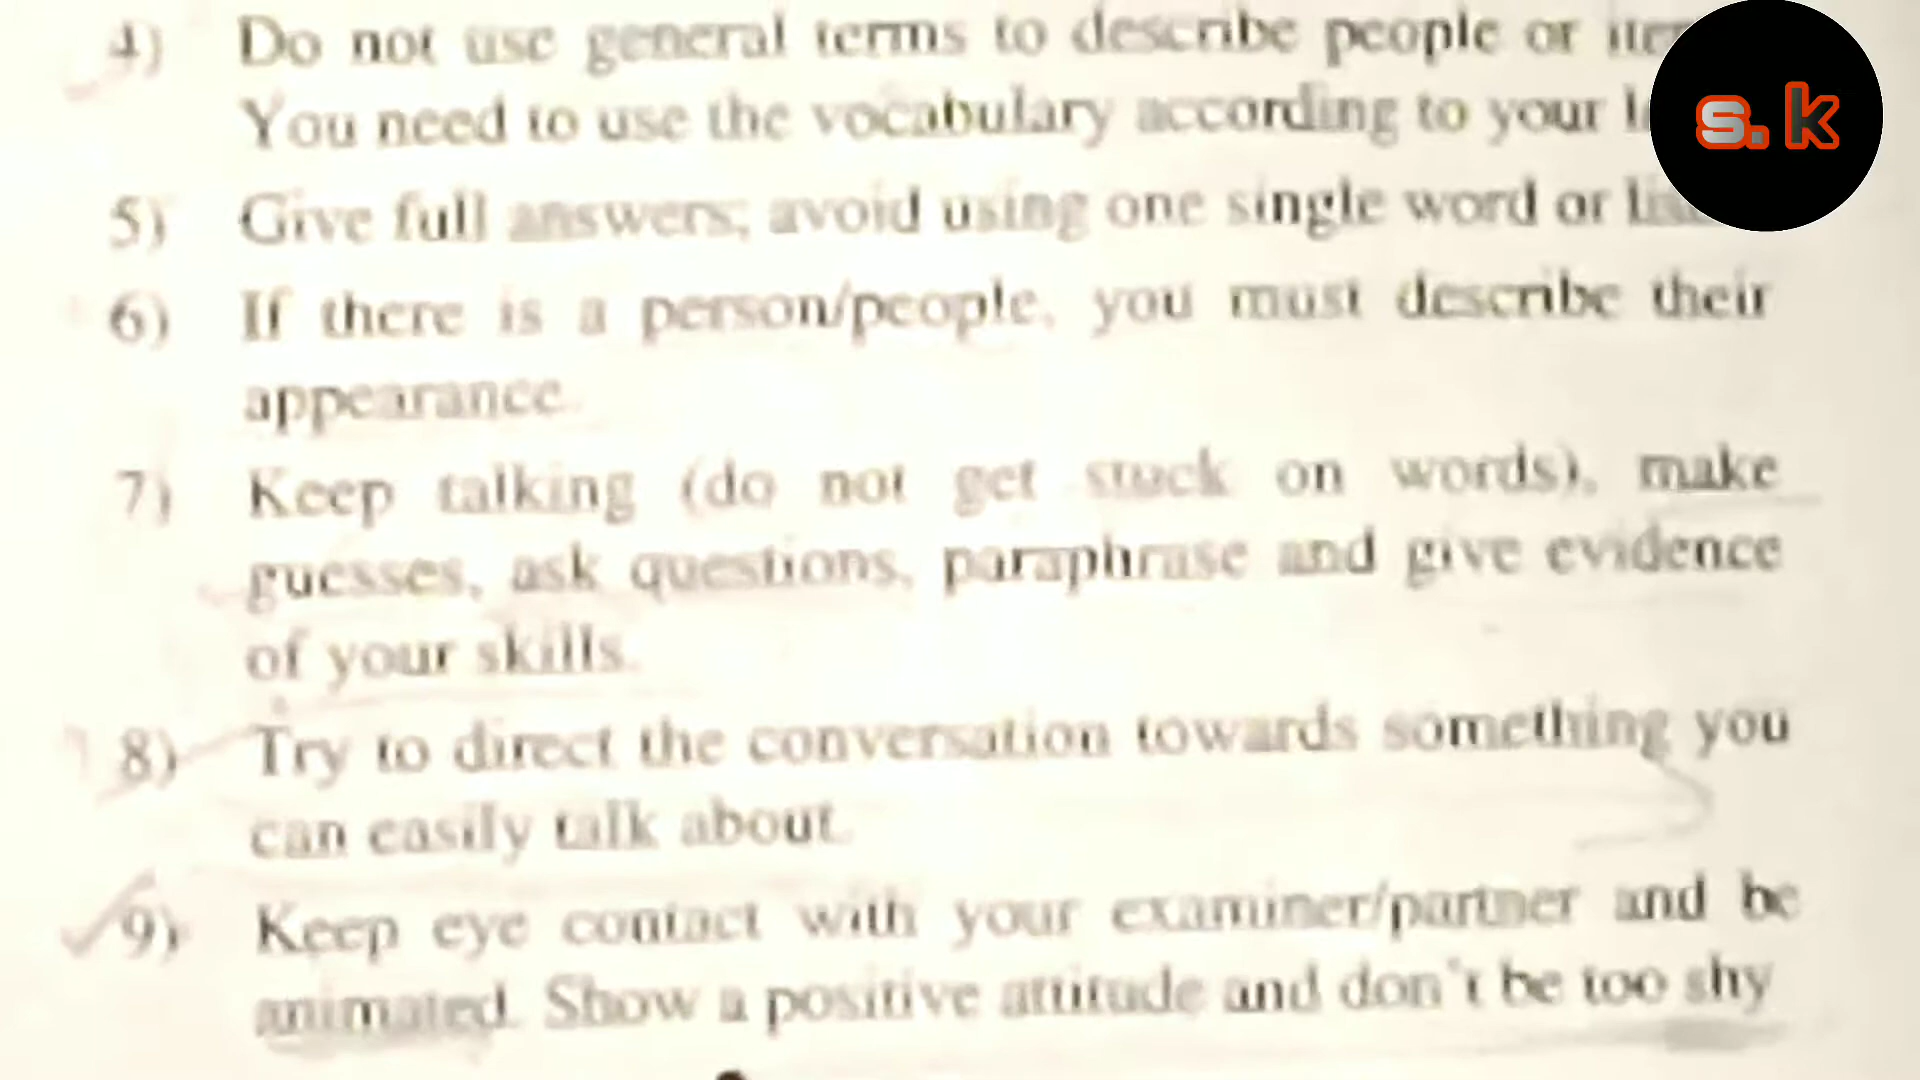 4) Do not use general terms to describe people or
You need to use the vocabulary according to your
5) Give full answers; avoid using one single word or
6) If there is a person/people, you must describe their
appearance.
7) Keep talking (do not get stuck on words), make
guesses, ask questions, paraphrase and give evidence
of your skills.
8) Try to direct the conversation towards something you
can easily talk about.
9) Keep eye contact with your examiner/partner and be
animated. Show a positive attitude and don't be too shy
s.k